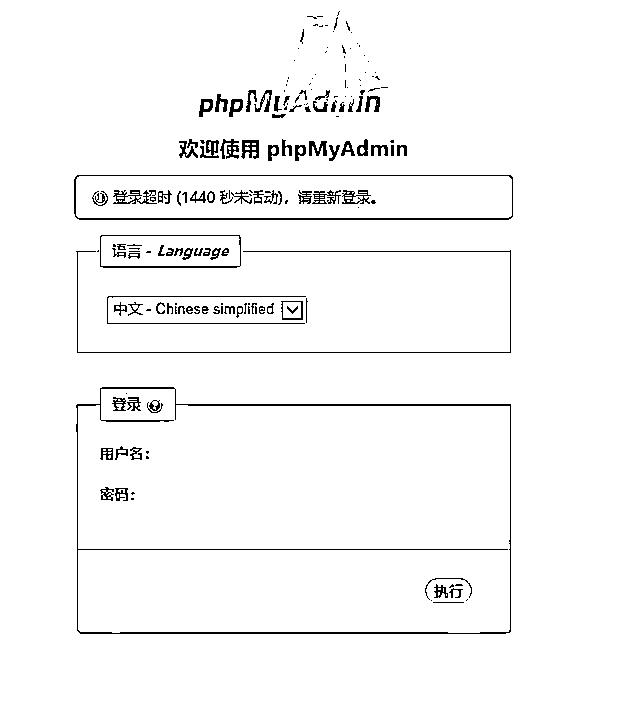 phpMyAdmin
欢迎使用 phpMyAdmin
登录超时 (1440 秒未活动)，请重新登录。
语言 - Language
中文 - Chinese simplified
登录
用户名：
密码：
执行